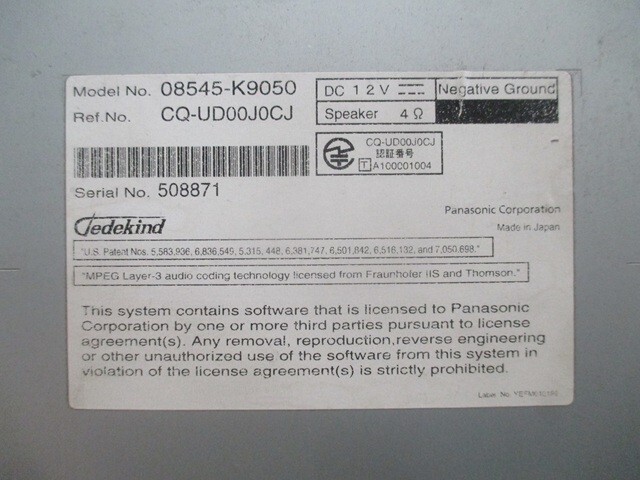 Model No. 08545-K9050
DC 12V Negative Ground
Ref.No. CQ-UD00J0CJ
Speaker 4Ω
CQ-UD00J0CJ
認証番号
T A100001004
Serial No. 508871
Gedekind
Panasonic Corporation
Made in Japan
"U.S. Patent Nos. 5,583,936, 6,836,549, 5,315,448, 6,381,747, 6,501,842, 6,516,132, and 7,050,698."
"MPEG Layer-3 audio coding technology licensed from Fraunhofer IIS and Thomson."
This system contains software that is licensed to Panasonic
Corporation by one or more third parties pursuant to license
agreement(s). Any removal, reproduction,reverse engineering
or other unauthorized use of the software from this system in
violation of the license agreement(s) is strictly prohibited.
Label No.